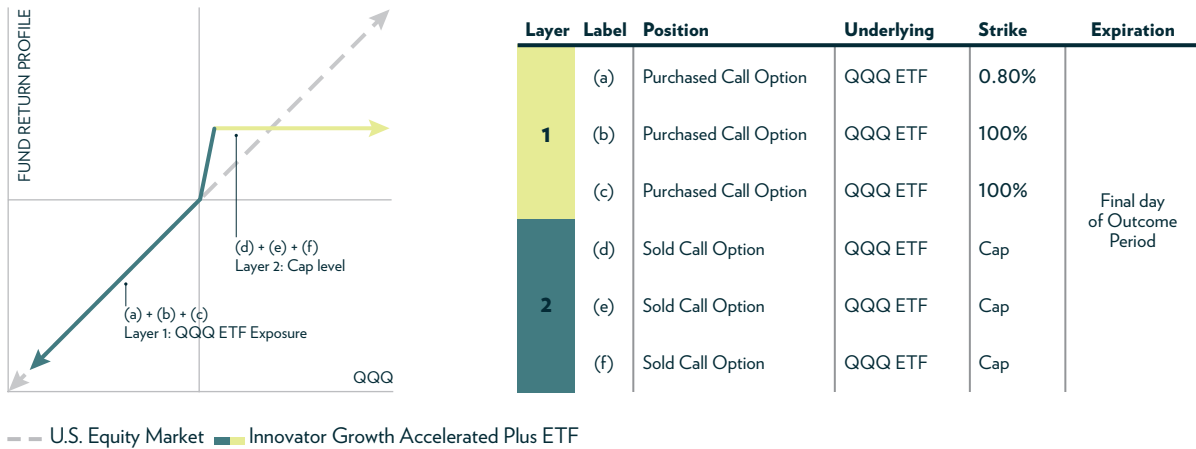 FUND RETURN PROFILE
(d) + (e) + (f)
Layer 2: Cap level
(a) + (b) + (c)
Layer 1: QQQ ETF Exposure
QQQ
Layer Label Position Underlying Strike Expiration
1
(a) Purchased Call Option QQQ ETF 0.80%
(b) Purchased Call Option QQQ ETF 100%
(c) Purchased Call Option QQQ ETF 100%
2
(d) Sold Call Option QQQ ETF Cap
(e) Sold Call Option QQQ ETF Cap
(f) Sold Call Option QQQ ETF Cap
Final day
of Outcome
Period
U.S. Equity Market Innovator Growth Accelerated Plus ETF